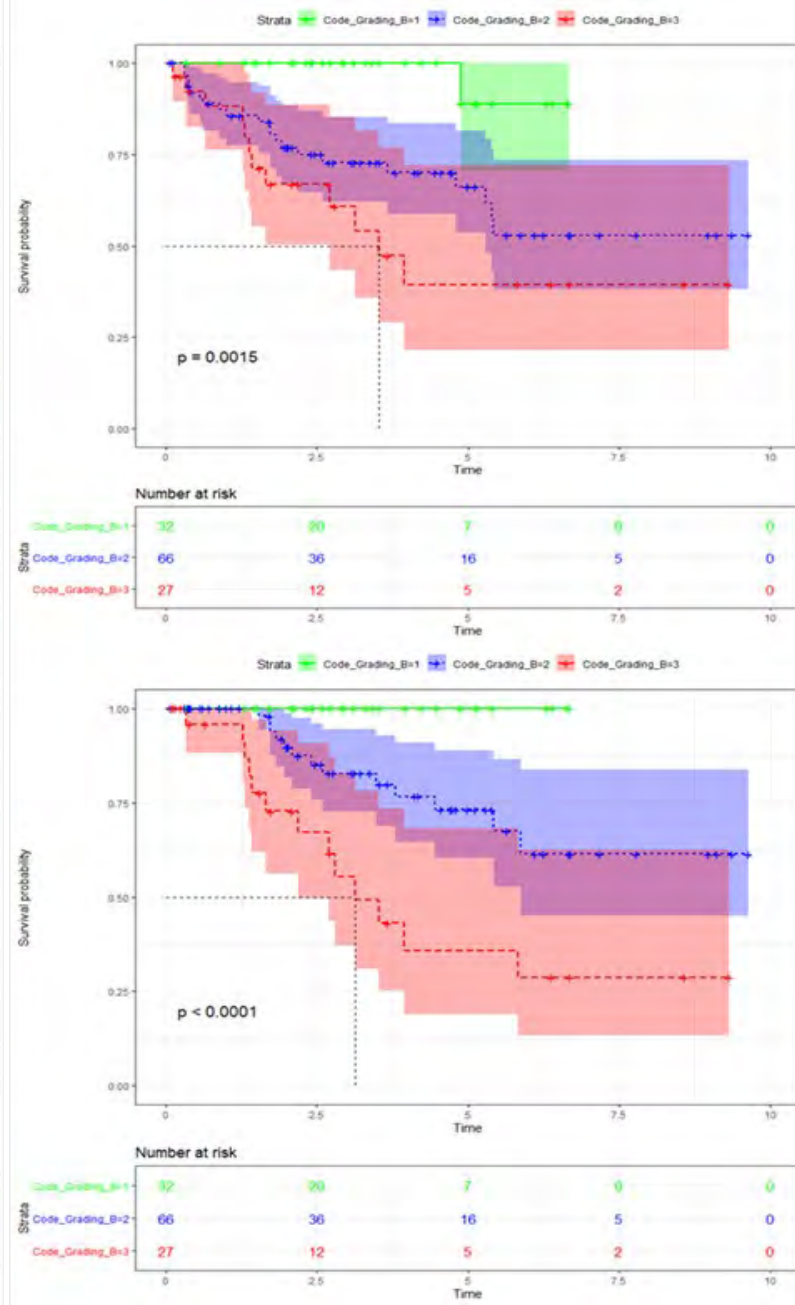 Strata Code_Grading_B=1 Code_Grading_B=2 Code_Grading_B=3
1.00
0.75
Survival probability
0.50
0.25
p = 0.0015
0.00
0 2.5 5 7.5 10
Time
Number at risk
Strata
Code_Grading_B=1 32 20 7 0 0
Code_Grading_B=2 66 36 16 5 0
Code_Grading_B=3 27 12 5 2 0
0 2.5 5 7.5 10
Time
Strata Code_Grading_B=1 Code_Grading_B=2 Code_Grading_B=3
1.00
0.75
Survival probability
0.50
0.25
p < 0.0001
0.00
0 2.5 5 7.5 10
Time
Number at risk
Strata
Code_Grading_B=1 32 20 7 0 0
Code_Grading_B=2 66 36 16 5 0
Code_Grading_B=3 27 12 5 2 0
0 2.5 5 7.5 10
Time